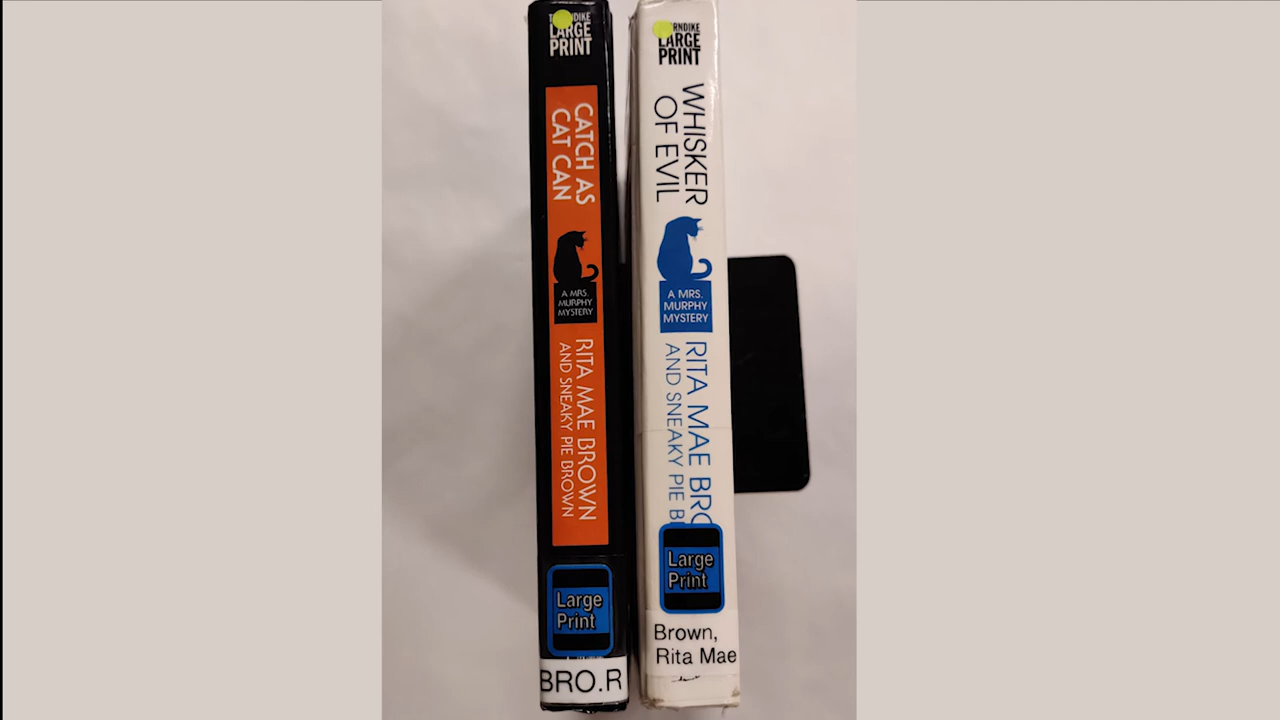 LARGE
PRINT
CATCH AS
CAT CAN
A MRS.
MURPHY
MYSTERY
RITA MAE BROWN
AND SNEAKY PIE BROWN
Large
Print
BRO.R
LARGE
PRINT
WHISKER
OF EVIL
A MRS.
MURPHY
MYSTERY
RITA MAE BRO
AND SNEAKY PIE B
Large
Print
Brown,
Rita Mae